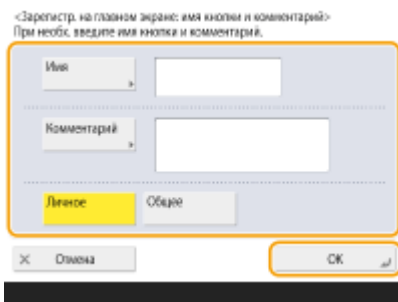 <Зарегистр. на главном экране: имя кнопки и комментарий>
При необх. введите имя кнопки и комментарий.
Имя
Комментарий
Личное
Общее
× Отмена
OK